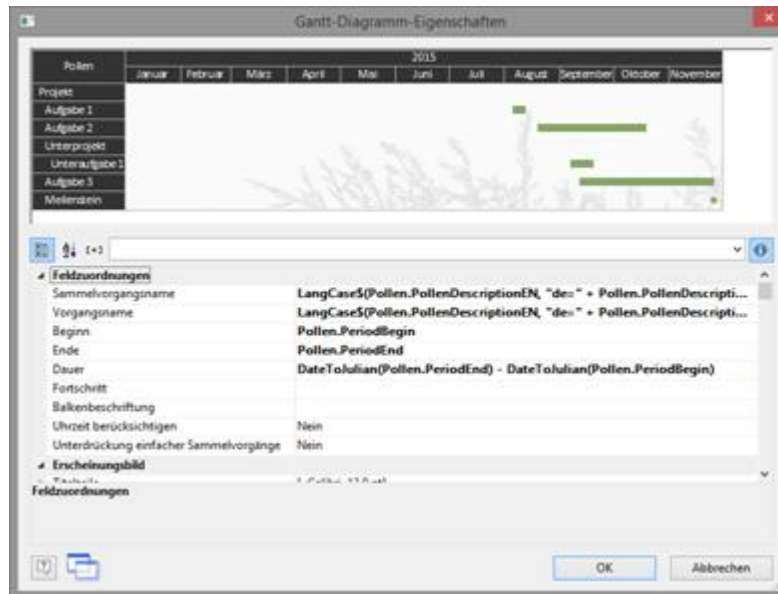 Gantt-Diagramm-Eigenschaften
Pollen
2015
Januar Februar März April Mai Juni Juli August September Oktober November
Projekt
Aufgabe 1
Aufgabe 2
Unterprojekt
Unteraufgabe 1
Aufgabe 3
Meilenstein
Feldzuordnungen
Sammelvorgangsname LangCase$(Pollen.PollenDescriptionEN, "de=" + Pollen.PollenDescripti...
Vorgangsname LangCase$(Pollen.PollenDescriptionEN, "de=" + Pollen.PollenDescripti...
Beginn Pollen.PeriodBegin
Ende Pollen.PeriodEnd
Dauer DateToJulian(Pollen.PeriodEnd) - DateToJulian(Pollen.PeriodBegin)
Fortschritt
Balkenbeschriftung
Uhrzeit berücksichtigen Nein
Unterdrückung einfacher Sammelvorgänge Nein
Erscheinungsbild
Feldzuordnungen
OK Abbrechen